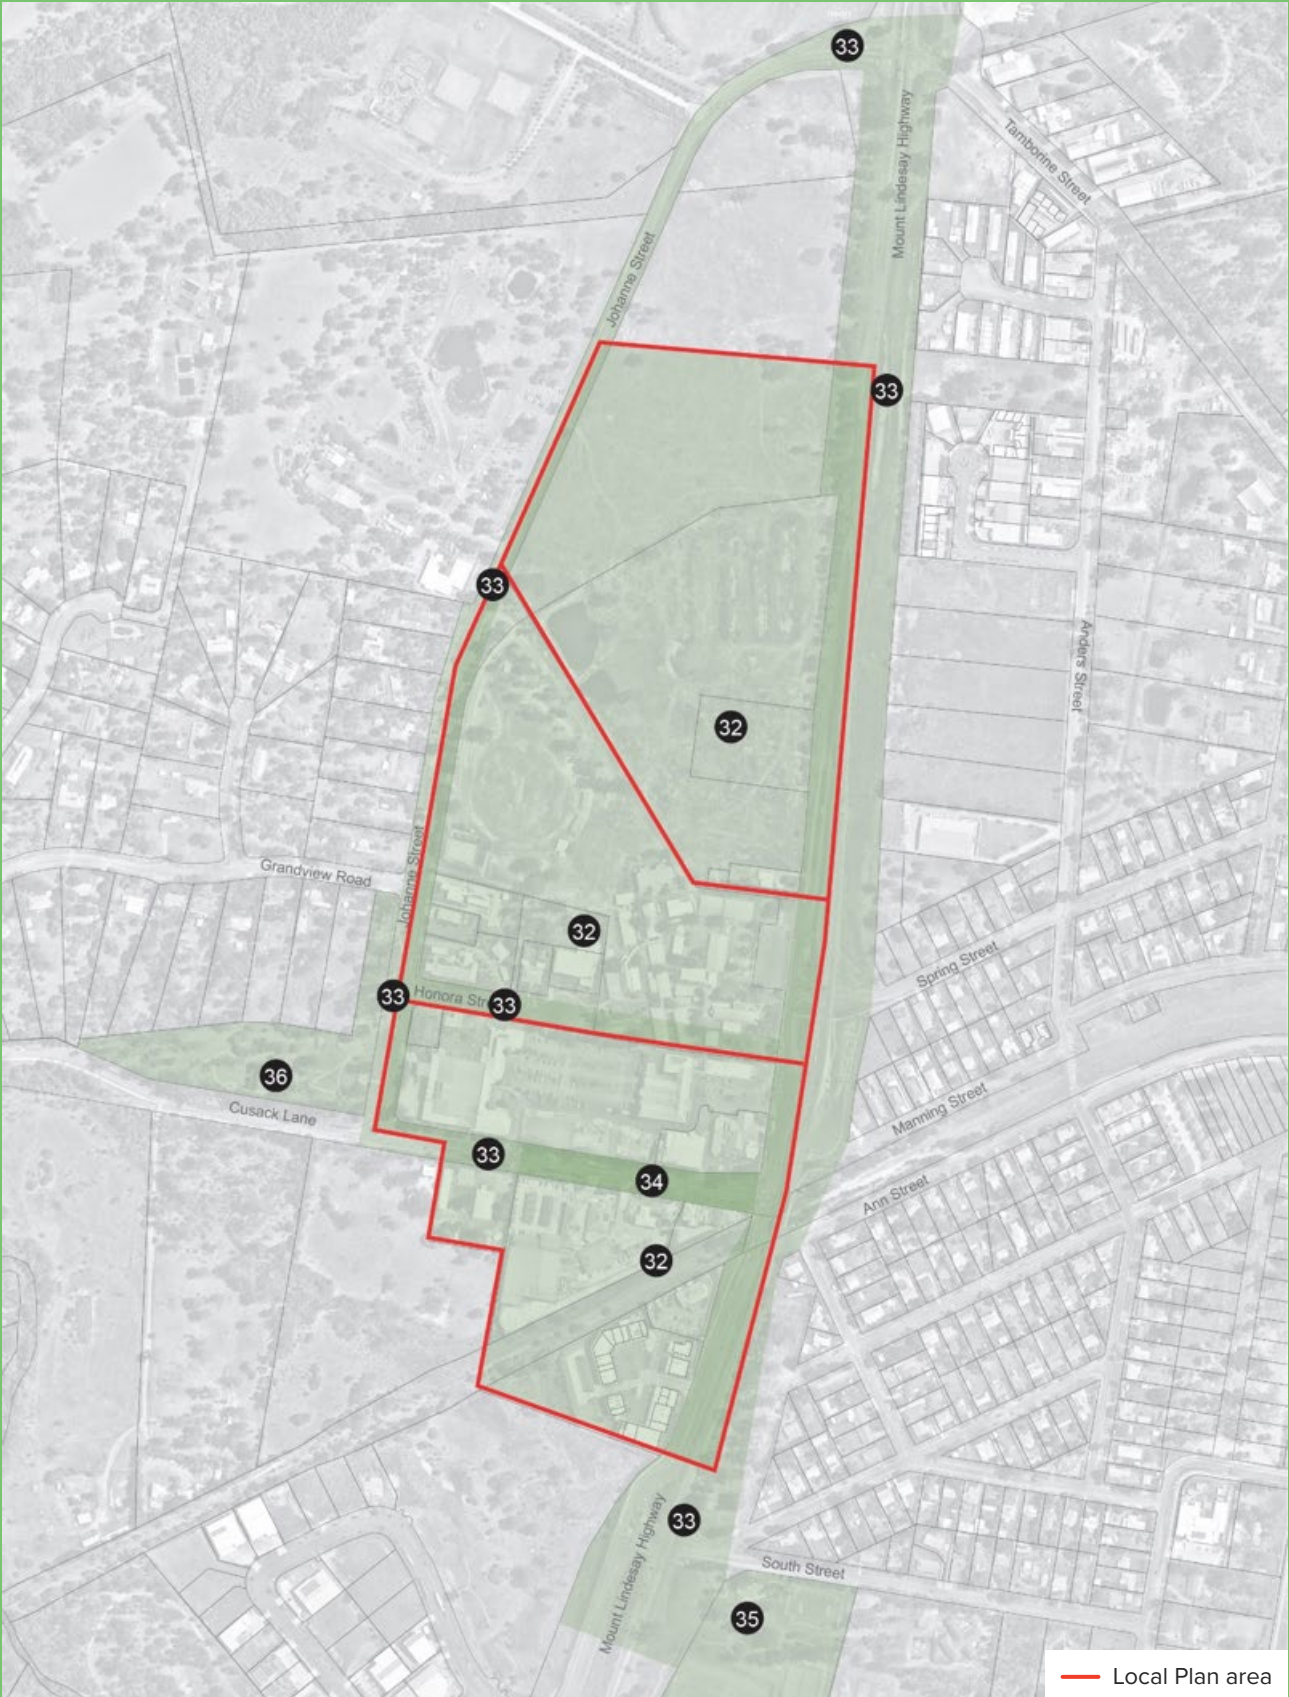 33
Mount Lindesay Highway
Tamborine Street
Johanne Street
33
33
32
Anders Street
Grandview Road
Johanne Street
32
Spring Street
33
Honora Stre
33
36
Cusack Lane
Manning Street
33
34
Ann Street
32
33
Mount Lindesay Highway
South Street
35
Local Plan area